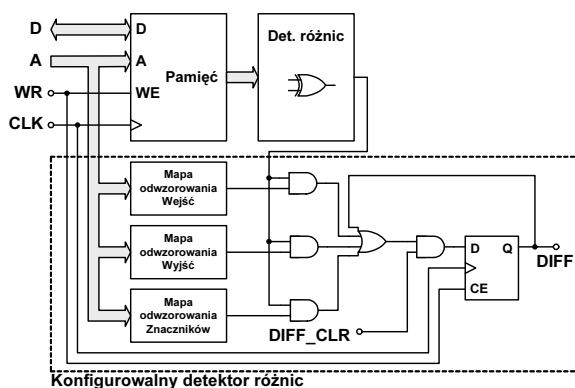 D
D
A
A
Pamięć
Det. różnic
WR
WE
CLK
Mapa
odwzorowania
Wejść
Mapa
odwzorowania
Wyjść
Mapa
odwzorowania
Znaczników
D
Q
CE
DIFF
DIFF_CLR
Konfigurowalny detektor różnic